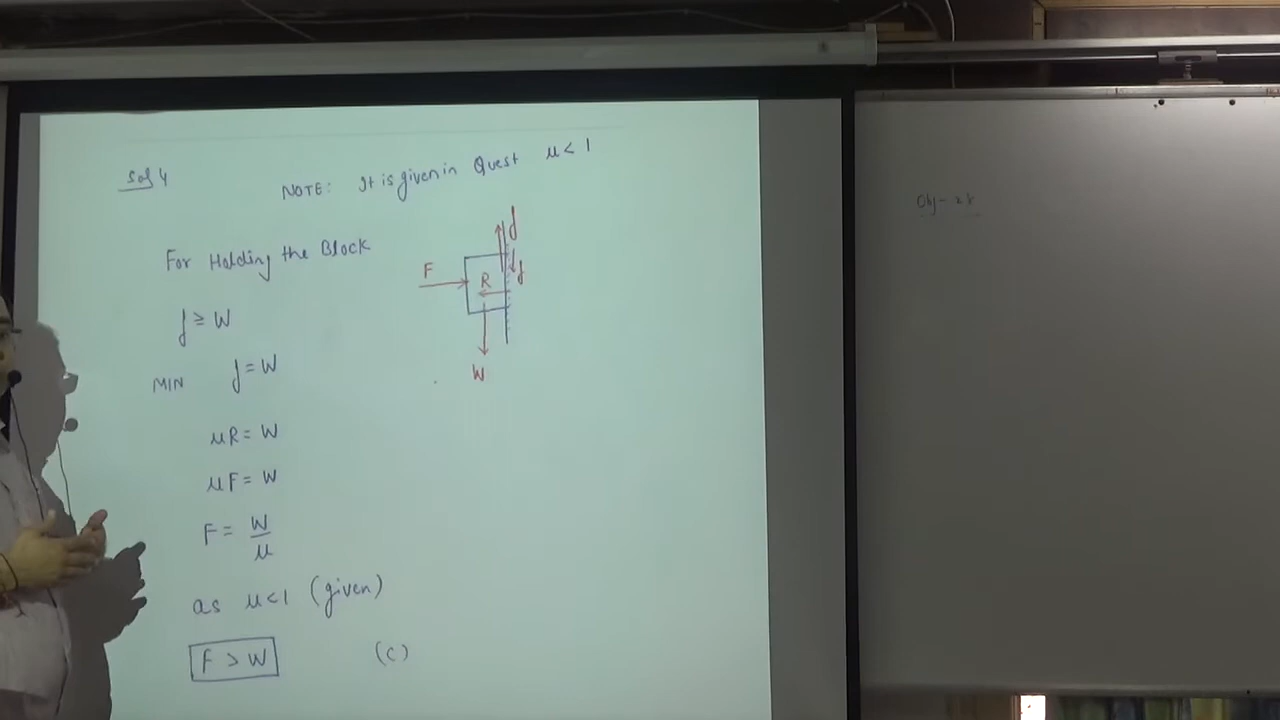 Sol 4
NOTE: It is given in Quest μ < 1
For Holding the Block
f ≥ W
MIN f = W
μR = W
μF = W
F = W/μ
as μ<1 (given)
F > W (C)
f
f
F
R
W
Obj-